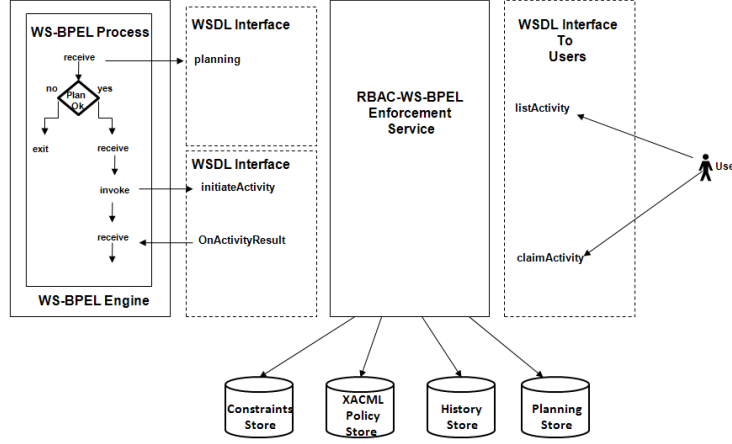 WS-BPEL Process
receive
no
yes
Plan
Ok
exit
receive
invoke
receive
WS-BPEL Engine
WSDL Interface
planning
WSDL Interface
initiateActivity
OnActivityResult
RBAC-WS-BPEL
Enforcement
Service
WSDL Interface
To
Users
listActivity
claimActivity
Use
Constraints
Store
XACML
Policy
Store
History
Store
Planning
Store